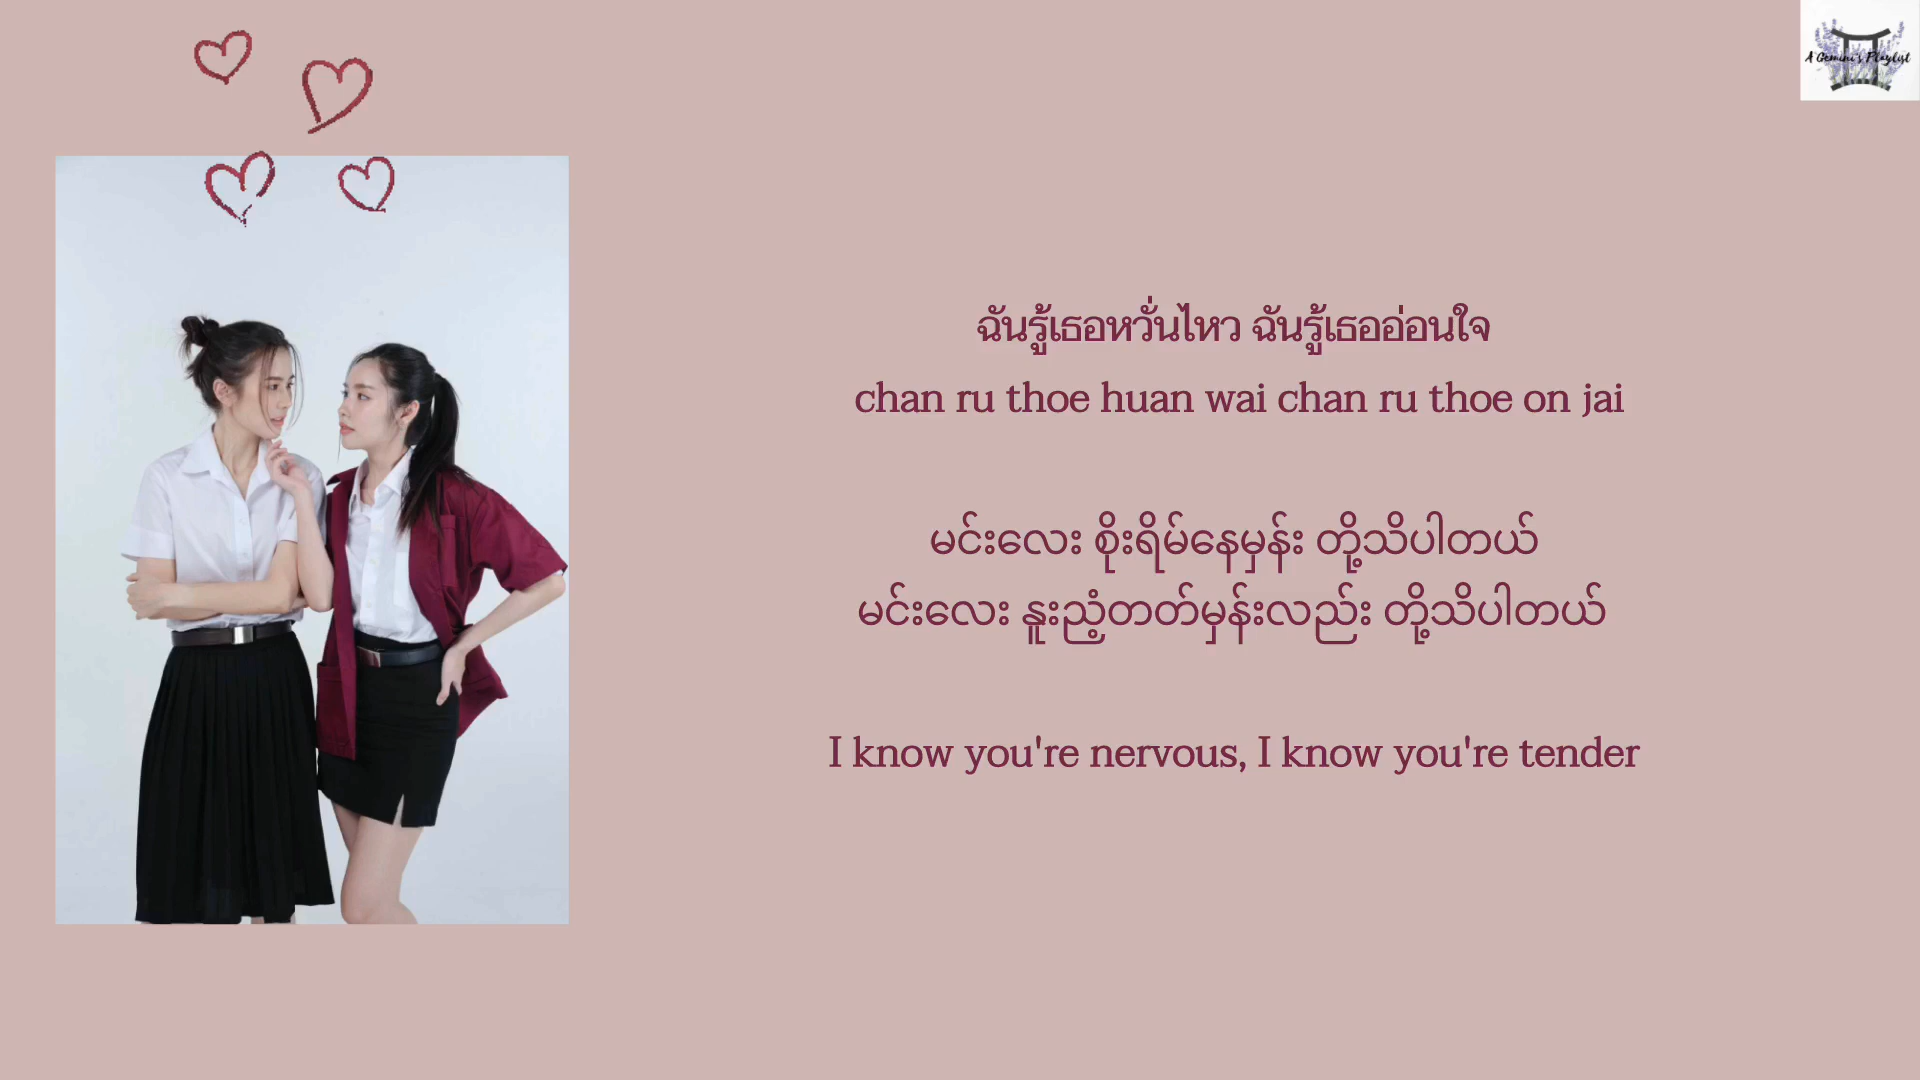 A Gemini's Playlist
ฉันรู้เธอหวั่นไหว ฉันรู้เธออ่อนใจ
chan ru thoe huan wai chan ru thoe on jai
မင်းလေး စိုးရိမ်နေမှန်း တို့သိပါတယ်
မင်းလေး နူးညံ့တတ်မှန်းလည်း တို့သိပါတယ်
I know you're nervous, I know you're tender